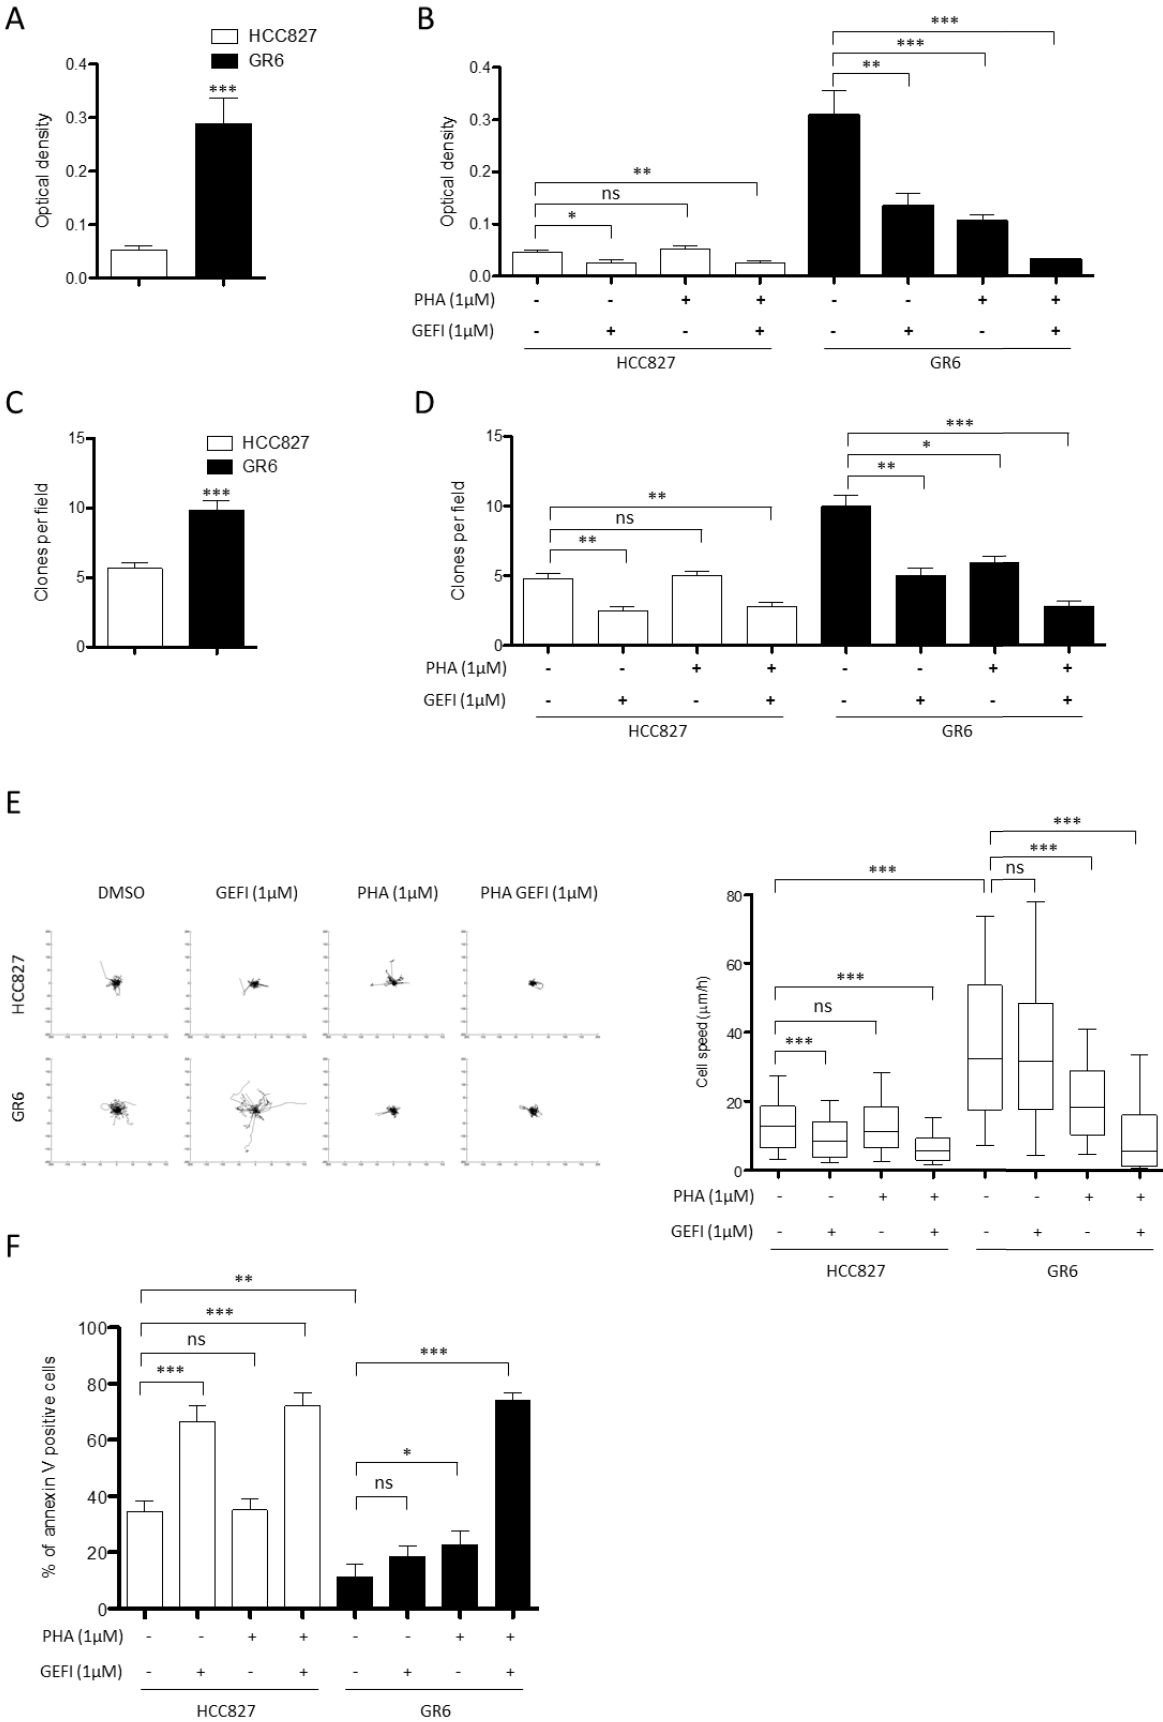 A
HCC827
GR6
***
0.4
0.3
0.2
0.1
0.0
Optical density
B
***
***
**
**
ns
*
0.4
0.3
0.2
0.1
0.0
Optical density
PHA (1μM) - - + + - - + +
GEFI (1μM) - + - + - + - +
HCC827 GR6
C
HCC827
GR6
***
15
10
5
0
Clones per field
D
***
*
**
**
ns
**
15
10
5
0
Clones per field
PHA (1μM) - - + + - - + +
GEFI (1μM) - + - + - + - +
HCC827 GR6
E
DMSO GEFI (1μM) PHA (1μM) PHA GEFI (1μM)
HCC827
GR6
***
***
ns
***
***
ns
***
80
60
40
20
0
Cell speed (μm/h)
PHA (1μM) - - + + - - + +
GEFI (1μM) - + - + - + - +
HCC827 GR6
F
**
***
ns
***
***
*
ns
100
80
60
40
20
0
% of annexin V positive cells
PHA (1μM) - - + + - - + +
GEFI (1μM) - + - + - + - +
HCC827 GR6